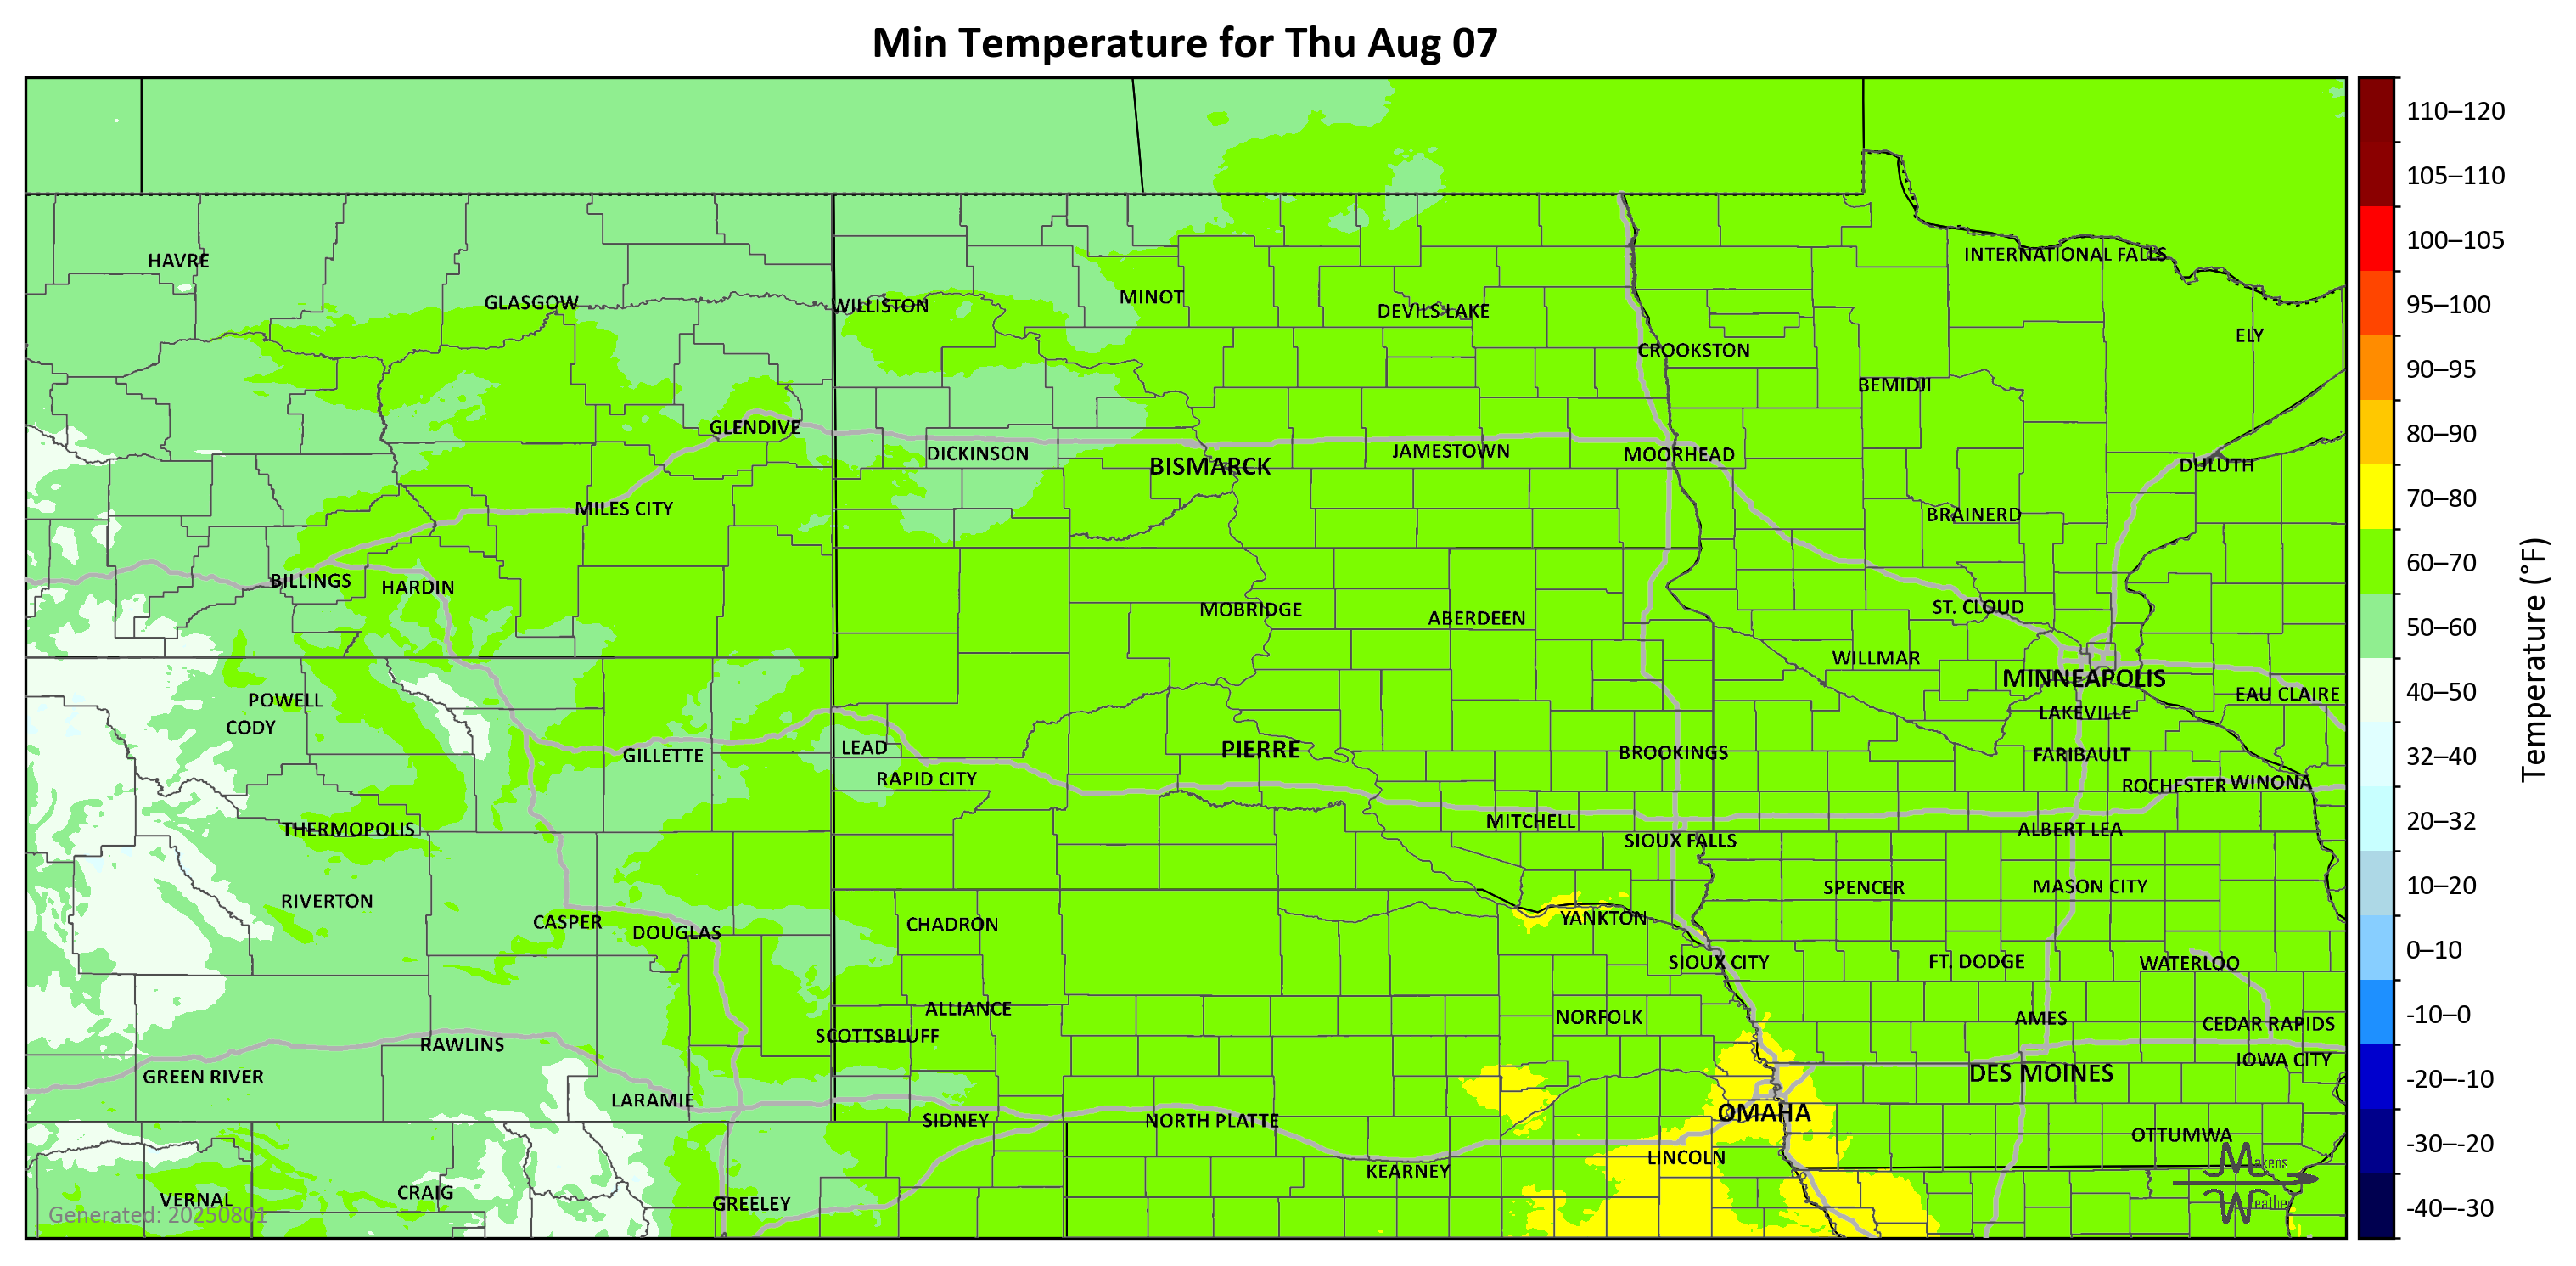 Min Temperature for Thu Aug 07
110–120
105–110
100–105
95–100
90–95
80–90
70–80
60–70
50–60
40–50
32–40
20–32
10–20
0–10
-10–0
-20–-10
-30–-20
-40–-30
Temperature (°F)
HAVRE
INTERNATIONAL FALLS
GLASGOW
WILLISTON
MINOT
DEVILS LAKE
ELY
CROOKSTON
BEMIDJI
GLENDIVE
DICKINSON
BISMARCK
JAMESTOWN
MOORHEAD
DULUTH
MILES CITY
BRAINERD
BILLINGS
HARDIN
MOBRIDGE
ABERDEEN
ST. CLOUD
WILLMAR
MINNEAPOLIS
EAU CLAIRE
POWELL
CODY
LAKEVILLE
GILLETTE
LEAD
PIERRE
BROOKINGS
FARIBAULT
RAPID CITY
ROCHESTER
WINONA
THERMOPOLIS
MITCHELL
SIOUX FALLS
ALBERT LEA
RIVERTON
SPENCER
MASON CITY
CASPER
DOUGLAS
CHADRON
YANKTON
SIOUX CITY
FT. DODGE
WATERLOO
ALLIANCE
NORFOLK
AMES
CEDAR RAPIDS
SCOTTSBLUFF
RAWLINS
IOWA CITY
GREEN RIVER
DES MOINES
LARAMIE
SIDNEY
NORTH PLATTE
OMAHA
OTTUMWA
LINCOLN
KEARNEY
VERNAL
CRAIG
GREELEY
Makens
Weather
Generated: 20250801